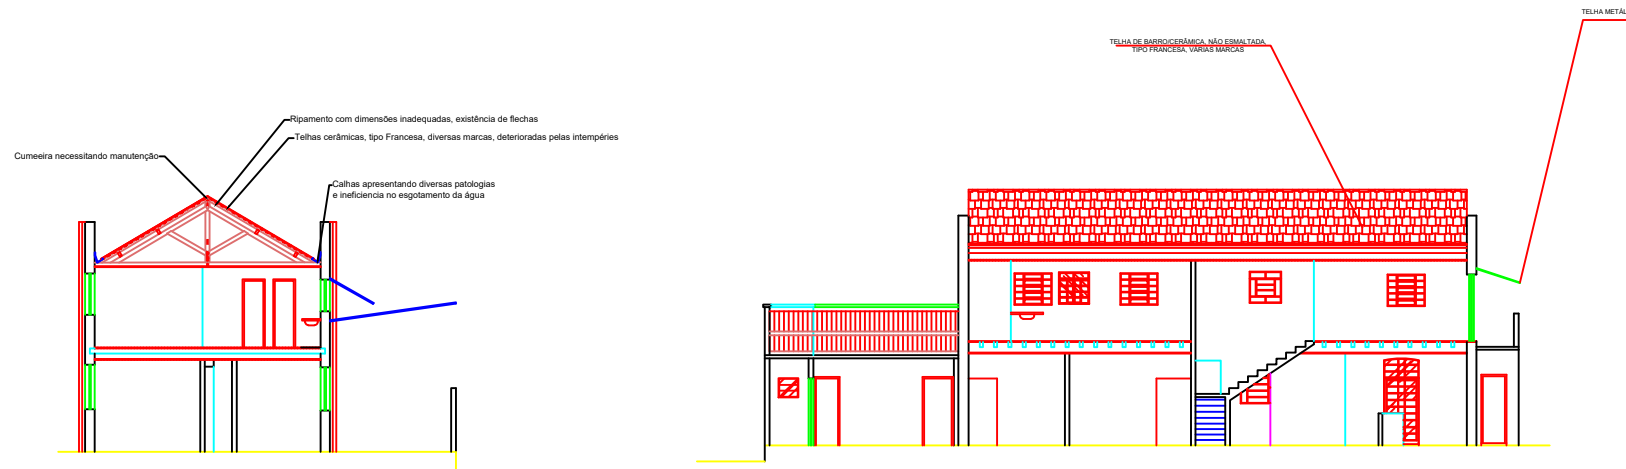 Ripamento com dimensões inadequadas, existência de flechas
Telhas cerâmicas, tipo Francesa, diversas marcas, deterioradas pelas intempéries
Cumeeira necessitando manutenção
Calhas apresentando diversas patologias
e ineficiencia no esgotamento da água
TELHA DE BARRO/CERÂMICA, NÃO ESMALTADA,
TIPO FRANCESA, VÁRIAS MARCAS
TELHA METÁL